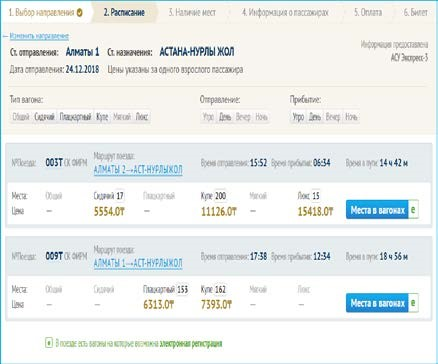 1. Выбор направления 2. Расписание 3. Наличие мест 4. Информация о пассажирах 5. Оплата 6. Билет
← Изменить направление
Ст. отправления: Алматы 1 Ст. назначения: АСТАНА-НУРЛЫ ЖОЛ Информация предоставлена
АСУ Экспресс-3
Дата отправления: 24.12.2018 Цены указаны за одного взрослого пассажира
Тип вагона: Отправление: Прибытие:
Общий Сидячий Плацкартный Купе Мягкий Люкс Утро День Вечер Ночь Утро День Вечер Ночь
№Поезда: 003Т СК ФИРМ Маршрут поезда: Время отправления: 15:52 Время прибытия: 06:34 Время в пути: 14 ч 42 м
АЛМАТЫ 2→АСТ-НУРЛЫЖОЛ
Места: Общий Сидячий 17 Плацкартный Купе 200 Мягкий Люкс 15
Цена — 5554.0₸ — 11126.0₸ — 15418.0₸ Места в вагонах е
№Поезда: 009Т СК ФИРМ Маршрут поезда: Время отправления: 17:38 Время прибытия: 12:34 Время в пути: 18 ч 56 м
АЛМАТЫ 1→АСТ-НУРЛЫЖОЛ
Места: Общий Сидячий Плацкартный 153 Купе 162 Мягкий Люкс
Цена — — 6313.0₸ 7393.0₸ — — Места в вагонах е
е В поезде есть вагоны на которые возможна электронная регистрация